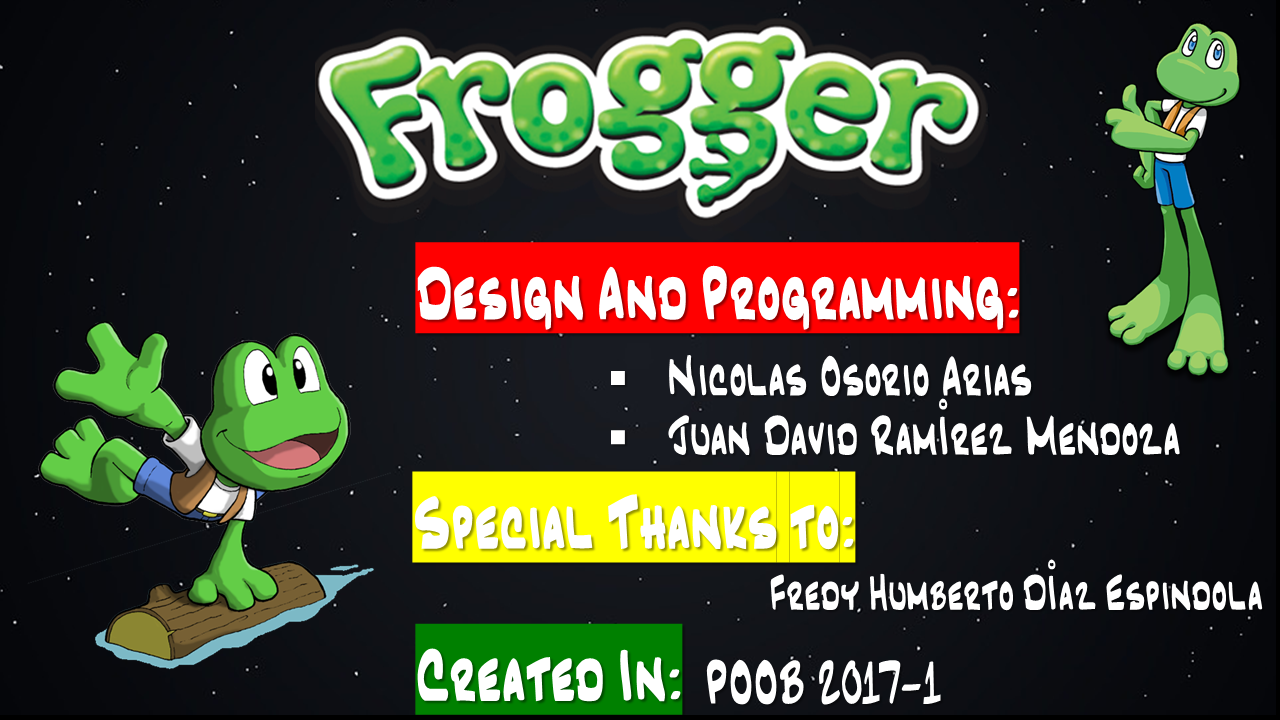 Frogger
Design And Programming:
▪ Nicolas Osorio Arias
▪ Juan David Ramírez Mendoza
Special Thanks to:
Fredy Humberto Díaz Espindola
Created In: POOB 2017-1